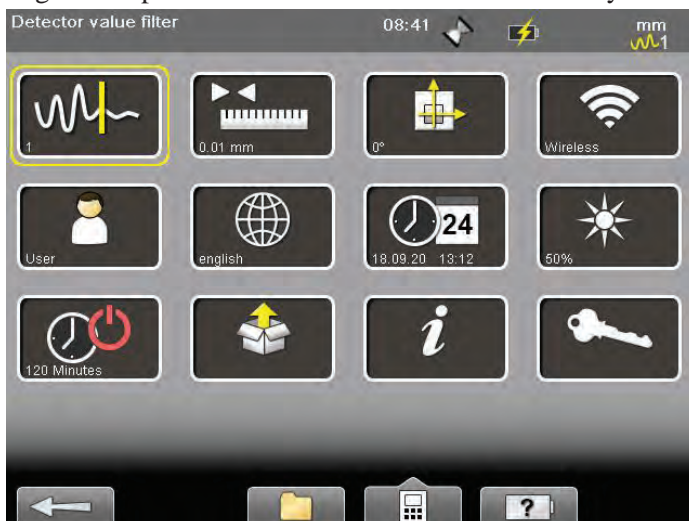 Detector value filter
08:41
mm
1
1
0.01 mm
0°
Wireless
User
english
24
18.09.20 13:12
50%
120 Minutes
i
?